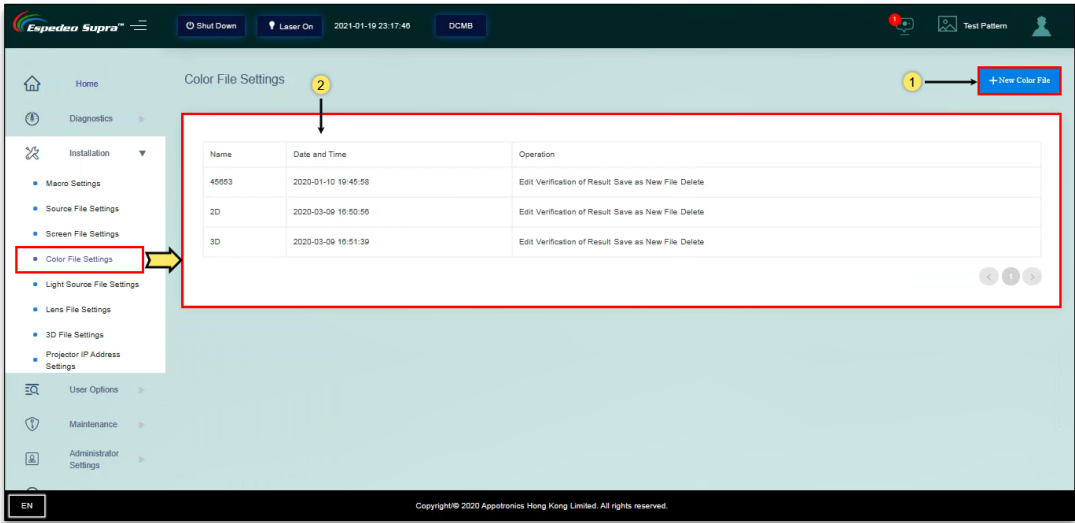 Espedeo Supra™
Shut Down
Laser On
2021-01-19 23:17:46
DCMB
1
Test Pattern
Home
Diagnostics
Installation
Macro Settings
Source File Settings
Screen File Settings
Color File Settings
Light Source File Settings
Lens File Settings
3D File Settings
Projector IP Address
Settings
User Options
Maintenance
Administrator
Settings
Color File Settings
2
1
+New Color File
Name Date and Time Operation
45653 2020-01-10 19:45:58 Edit Verification of Result Save as New File Delete
2D 2020-03-09 16:50:56 Edit Verification of Result Save as New File Delete
3D 2020-03-09 16:51:39 Edit Verification of Result Save as New File Delete
< 1 >
EN
Copyright/© 2020 Appotronics Hong Kong Limited. All rights reserved.